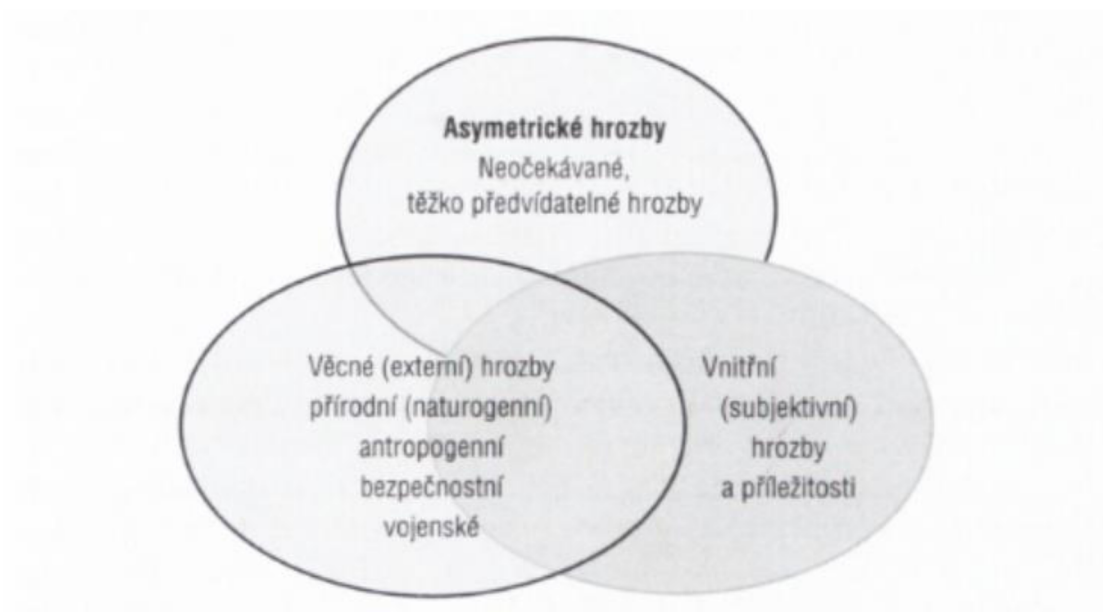 Asymetrické hrozby
Neočekávané,
těžko předvídatelné hrozby
Věcné (externí) hrozby
přírodní (naturogenní)
antropogenní
bezpečnostní
vojenské
Vnitřní
(subjektivní)
hrozby
a příležitosti